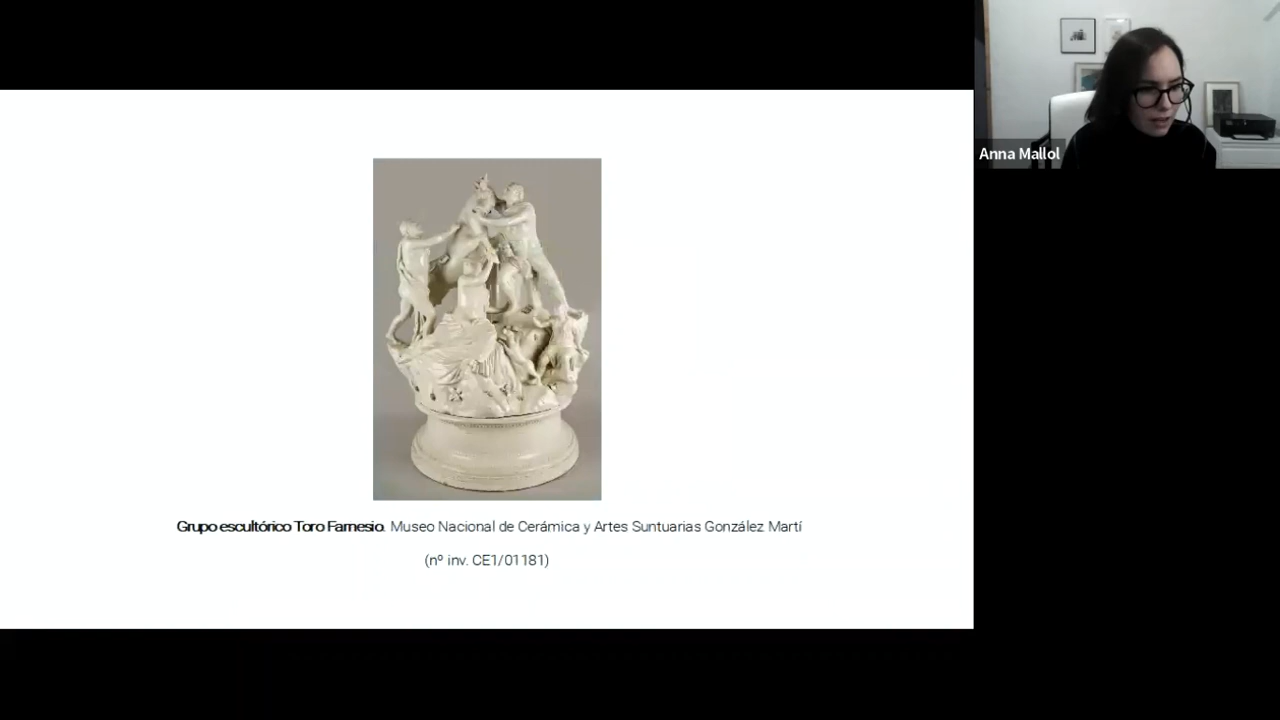 Anna Mallol
Grupo escultórico Toro Farnesio. Museo Nacional de Cerámica y Artes Suntuarias González Martí
(nº inv. CE1/01181)